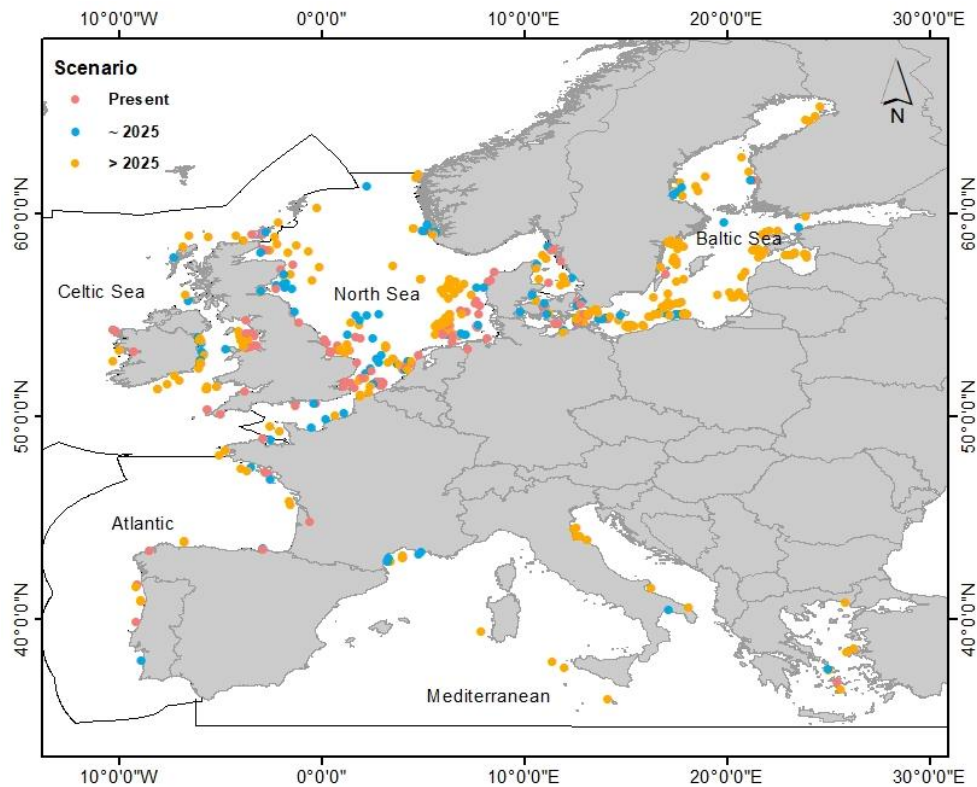 10°0'0"W 0°0'0" 10°0'0"E 20°0'0"E 30°0'0"E
Scenario
Present
~ 2025
> 2025
N
60°0'0"N
60°0'0"N
Baltic Sea
Celtic Sea
North Sea
50°0'0"N
50°0'0"N
Atlantic
40°0'0"N
40°0'0"N
Mediterranean
10°0'0"W 0°0'0" 10°0'0"E 20°0'0"E 30°0'0"E